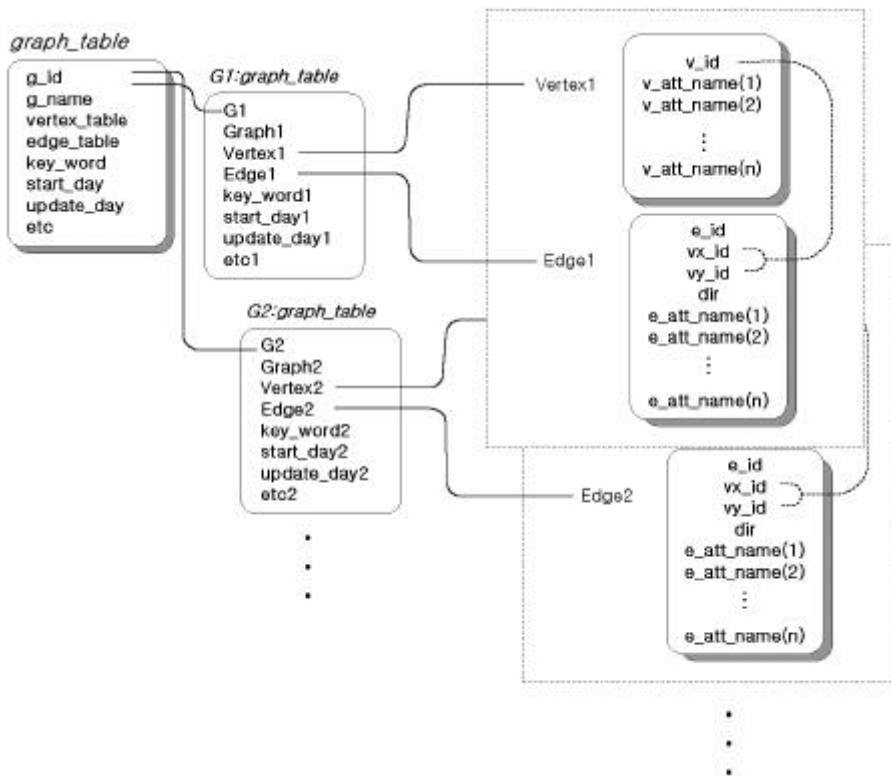 graph_table
g_id
g_name
vertex_table
edge_table
key_word
start_day
update_day
etc
G1:graph_table
G1
Graph1
Vertex1
Edge1
key_word1
start_day1
update_day1
etc1
G2:graph_table
G2
Graph2
Vertex2
Edge2
key_word2
start_day2
update_day2
etc2
Vertex1
v_id
v_att_name(1)
v_att_name(2)
v_att_name(n)
Edge1
e_id
vx_id
vy_id
dir
e_att_name(1)
e_att_name(2)
e_att_name(n)
Edge2
e_id
vx_id
vy_id
dir
e_att_name(1)
e_att_name(2)
e_att_name(n)